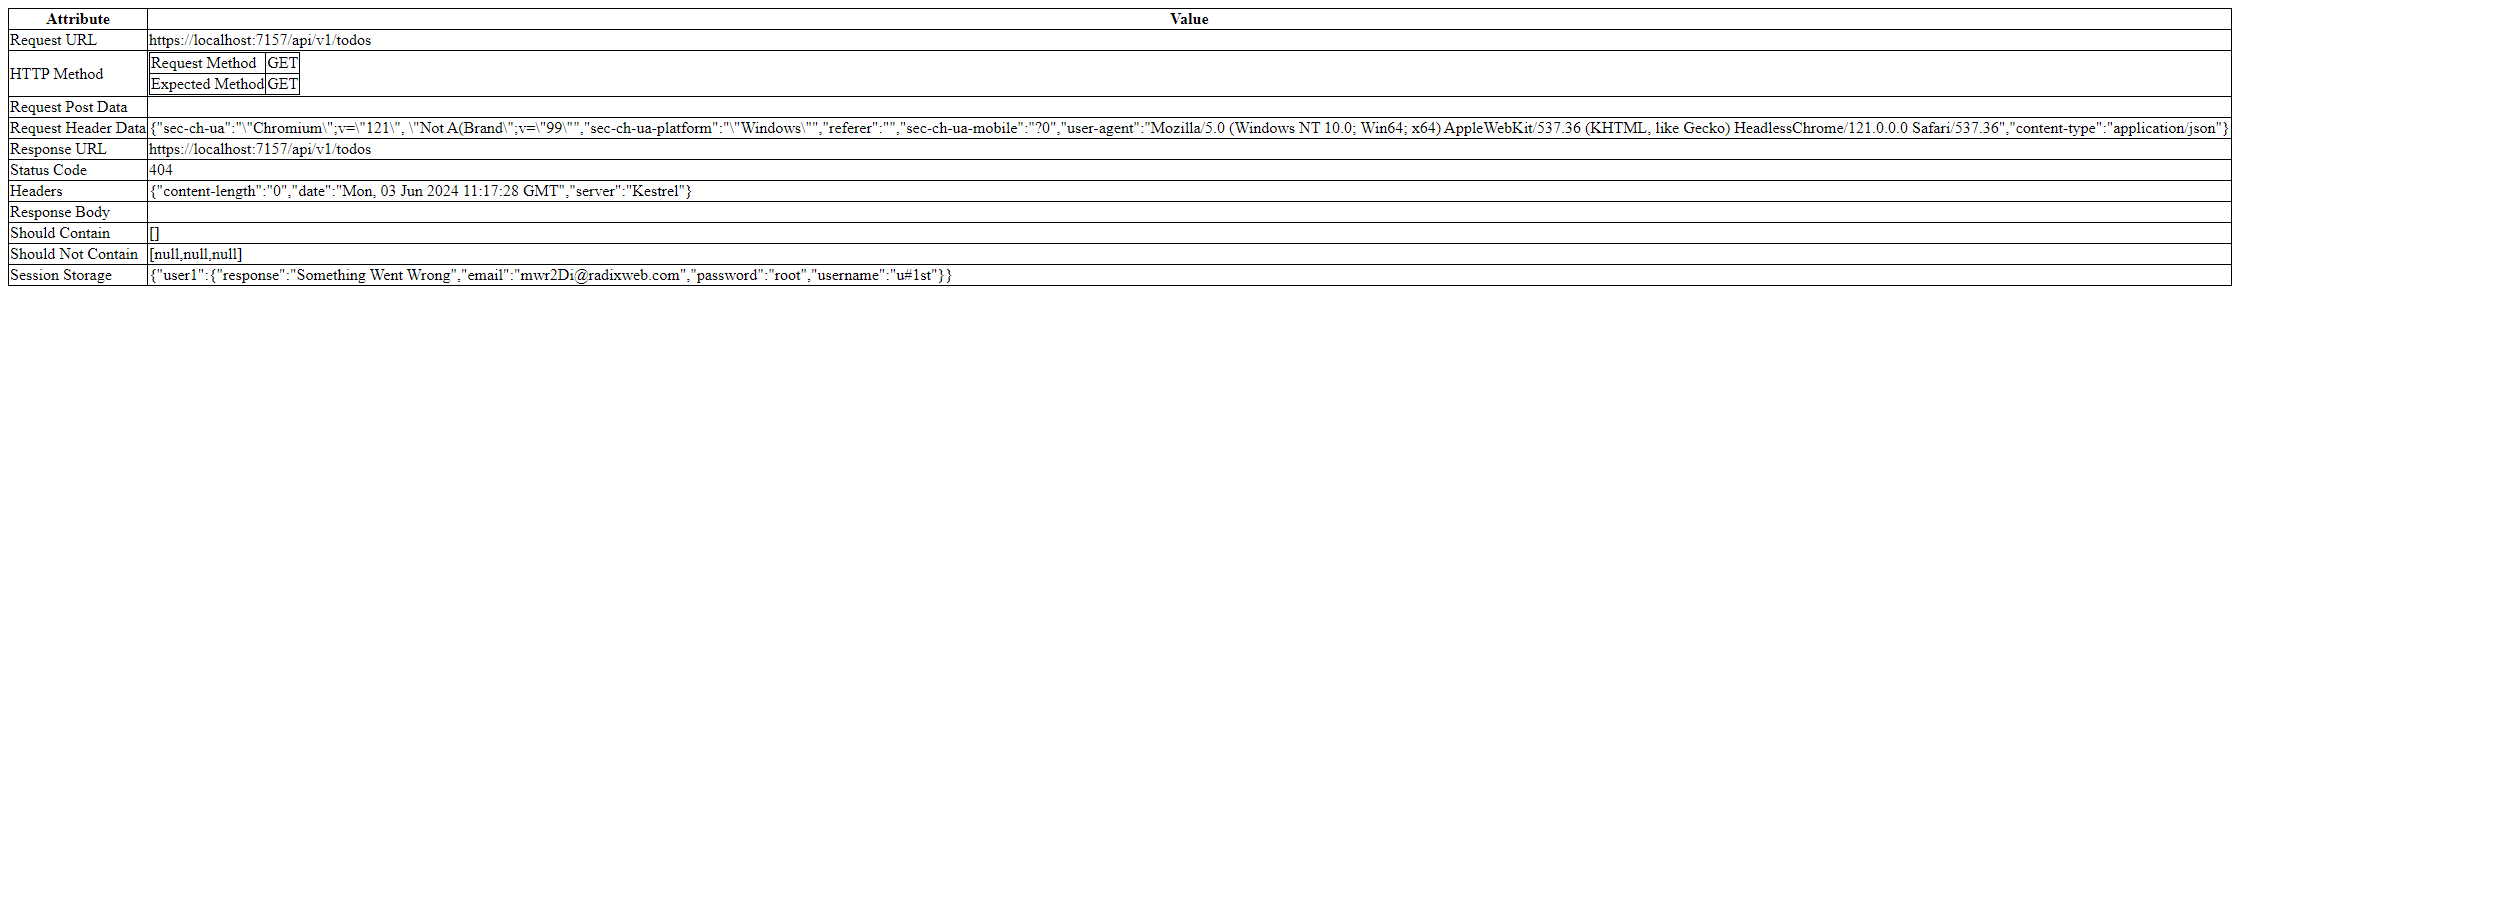 Attribute Value
Request URL https://localhost:7157/api/v1/todos
HTTP Method
Request Method GET
Expected Method GET
Request Post Data
Request Header Data {"sec-ch-ua":"\"Chromium\";v=\"121\", \"Not A(Brand\";v=\"99\"","sec-ch-ua-platform":"\"Windows\"","referer":"","sec-ch-ua-mobile":"?0","user-agent":"Mozilla/5.0 (Windows NT 10.0; Win64; x64) AppleWebKit/537.36 (KHTML, like Gecko) HeadlessChrome/121.0.0.0 Safari/537.36","content-type":"application/json"}
Response URL https://localhost:7157/api/v1/todos
Status Code 404
Headers {"content-length":"0","date":"Mon, 03 Jun 2024 11:17:28 GMT","server":"Kestrel"}
Response Body
Should Contain []
Should Not Contain [null,null,null]
Session Storage {"user1":{"response":"Something Went Wrong","email":"mwr2Di@radixweb.com","password":"root","username":"u#1st"}}